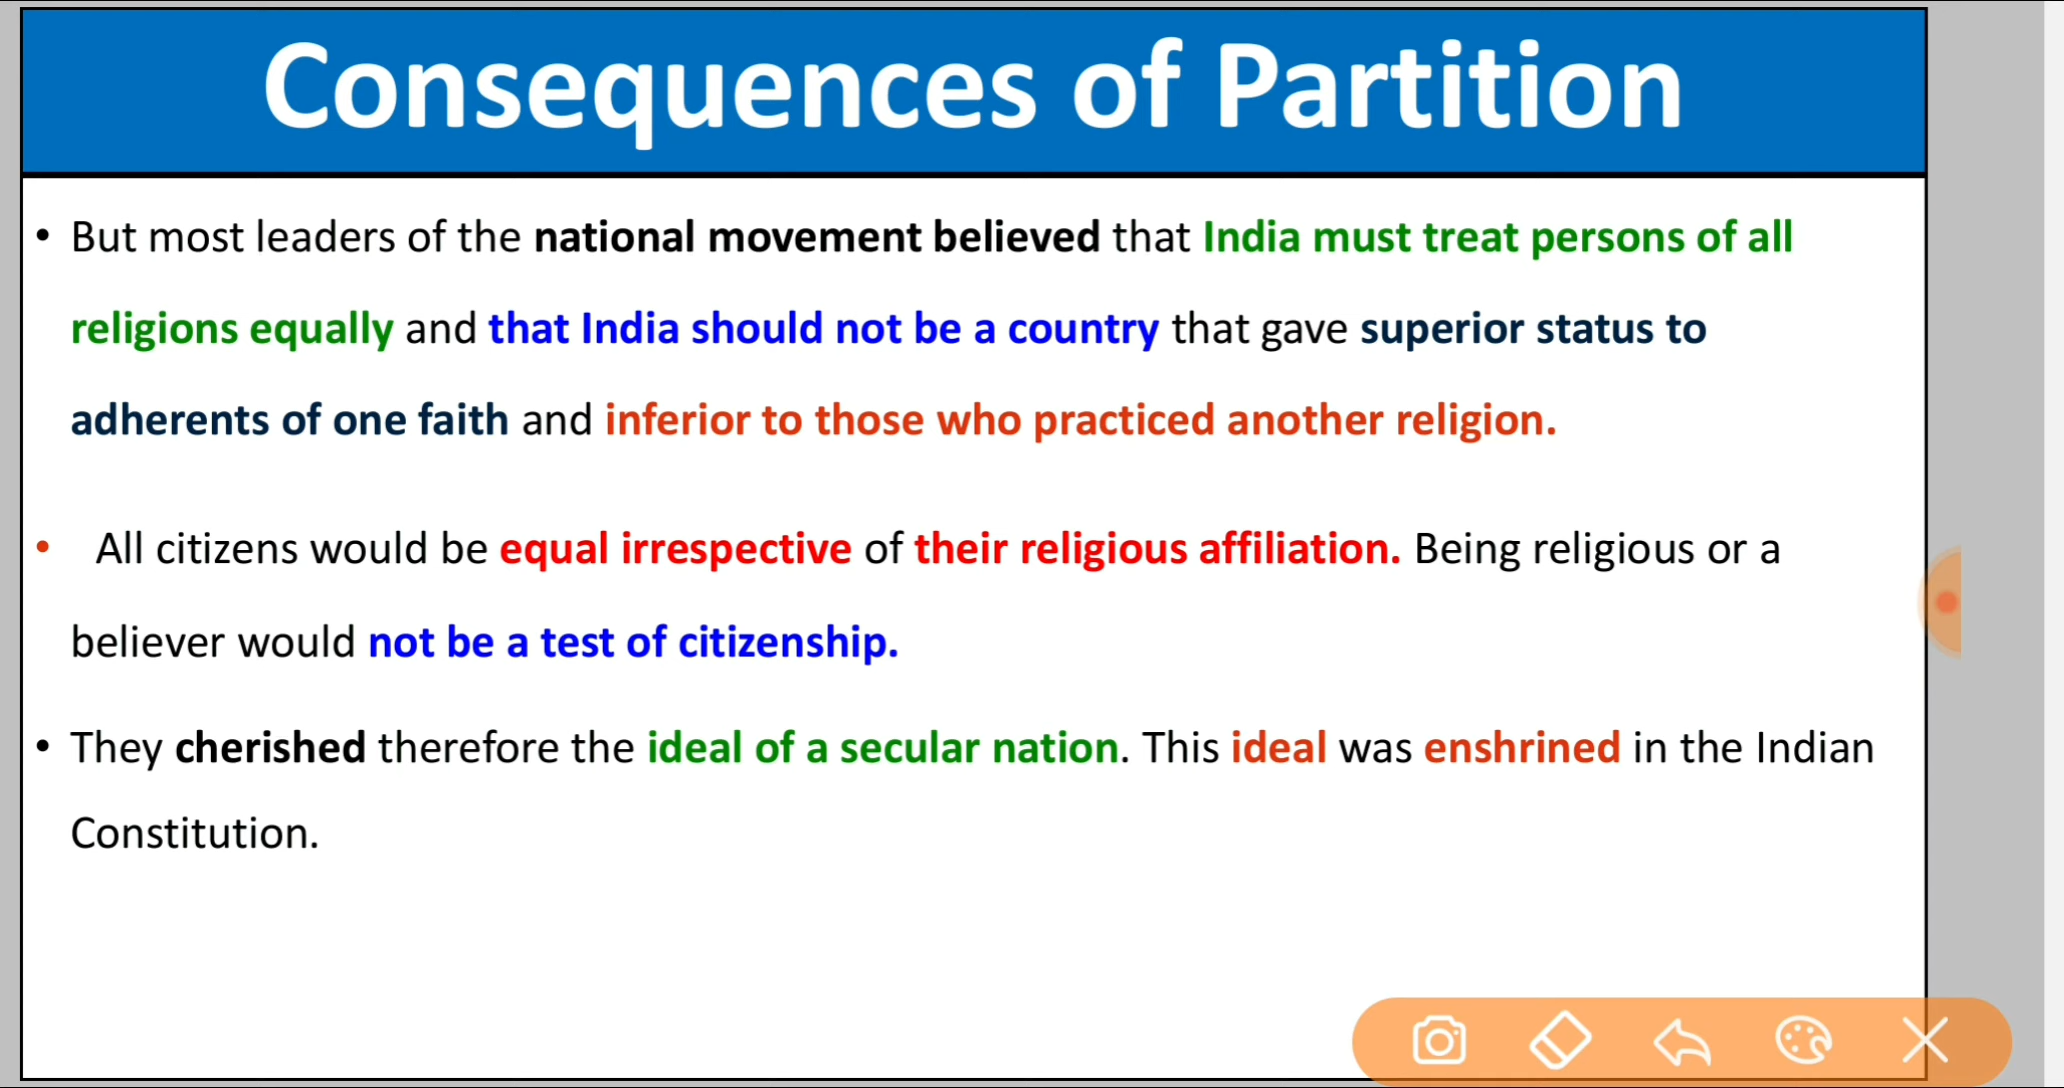 Consequences of Partition
• But most leaders of the national movement believed that India must treat persons of all
religions equally and that India should not be a country that gave superior status to
adherents of one faith and inferior to those who practiced another religion.
• All citizens would be equal irrespective of their religious affiliation. Being religious or a
believer would not be a test of citizenship.
• They cherished therefore the ideal of a secular nation. This ideal was enshrined in the Indian
Constitution.